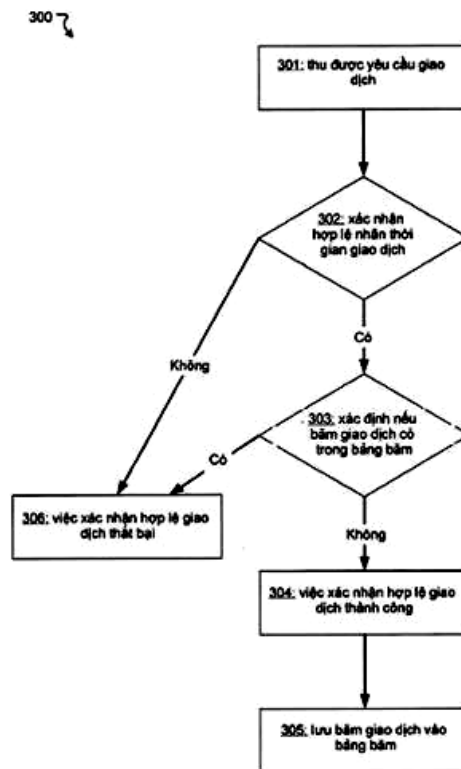 300
301: thu được yêu cầu giao
dịch
302: xác nhận
hợp lệ nhãn thời
gian giao dịch
Có
Không
303: xác định nếu
băm giao dịch có
trong bảng băm
Có
306: việc xác nhận hợp lệ giao
dịch thất bại
Không
304: việc xác nhận hợp lệ giao
dịch thành công
305: lưu băm giao dịch vào
bảng băm